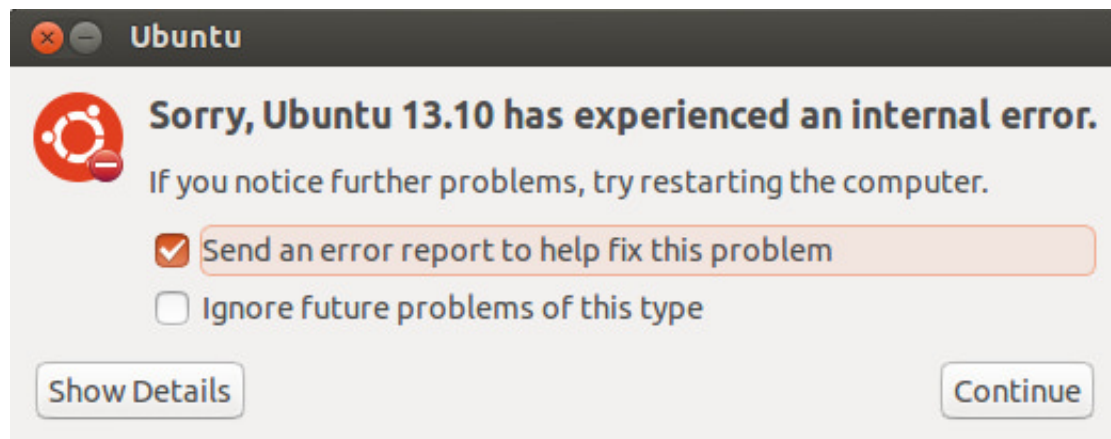 Ubuntu
Sorry, Ubuntu 13.10 has experienced an internal error.
If you notice further problems, try restarting the computer.
Send an error report to help fix this problem
Ignore future problems of this type
Show Details
Continue